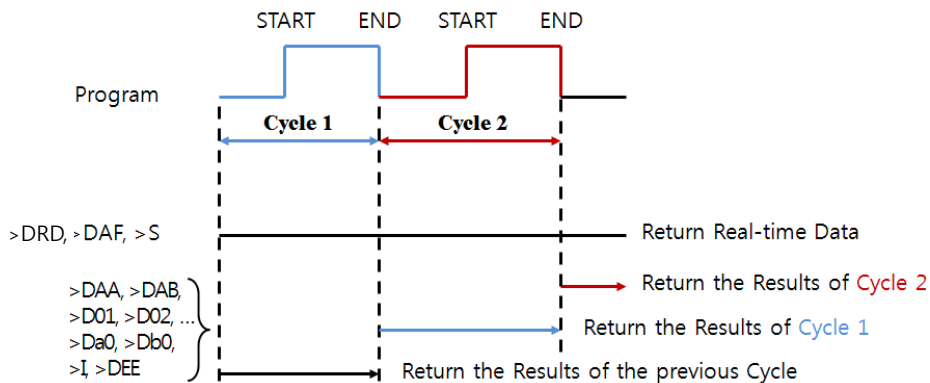 START END START END
Program
Cycle 1 Cycle 2
>DRD, >DAF, >S Return Real-time Data
Return the Results of Cycle 2
>DAA, >DAB,
>D01, >D02, ...
Return the Results of Cycle 1
>Da0, >Db0,
>I, >DEE
Return the Results of the previous Cycle